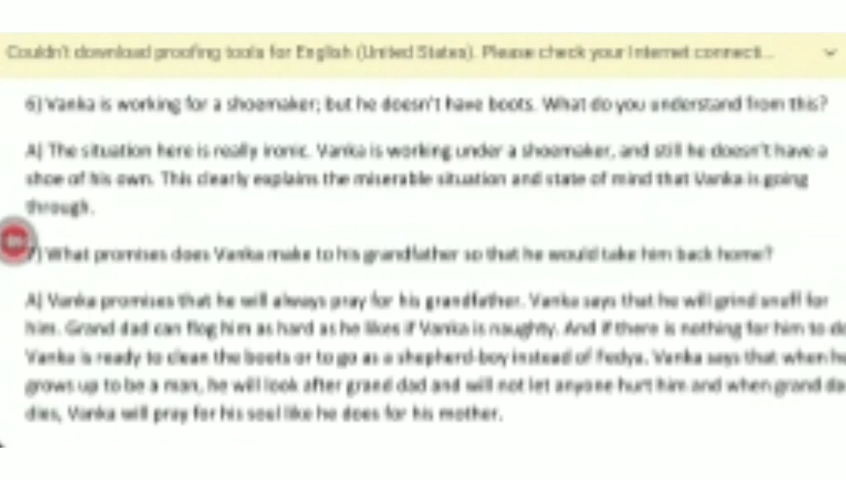 Couldn't download proofing tools for English (United States). Please check your Internet connecti...
6) Vanka is working for a shoemaker; but he doesn't have boots. What do you understand from this?
A) The situation here is really ironic. Vanka is working under a shoemaker, and still he doesn't have a
shoe of his own. This clearly explains the miserable situation and state of mind that Vanka is going
through.
7) What promises does Vanka make to his grandfather so that he would take him back home?
A) Vanka promises that he will always pray for his grandfather. Vanka says that he will grind snuff for
him. Grand dad can flog him as hard as he likes if Vanka is naughty. And if there is nothing for him to do
Vanka is ready to clean the boots or to go as a shepherd-boy instead of Fedya. Vanka says that when he
grows up to be a man, he will look after grand dad and will not let anyone hurt him and when grand da
dies, Vanka will pray for his soul like he does for his mother.